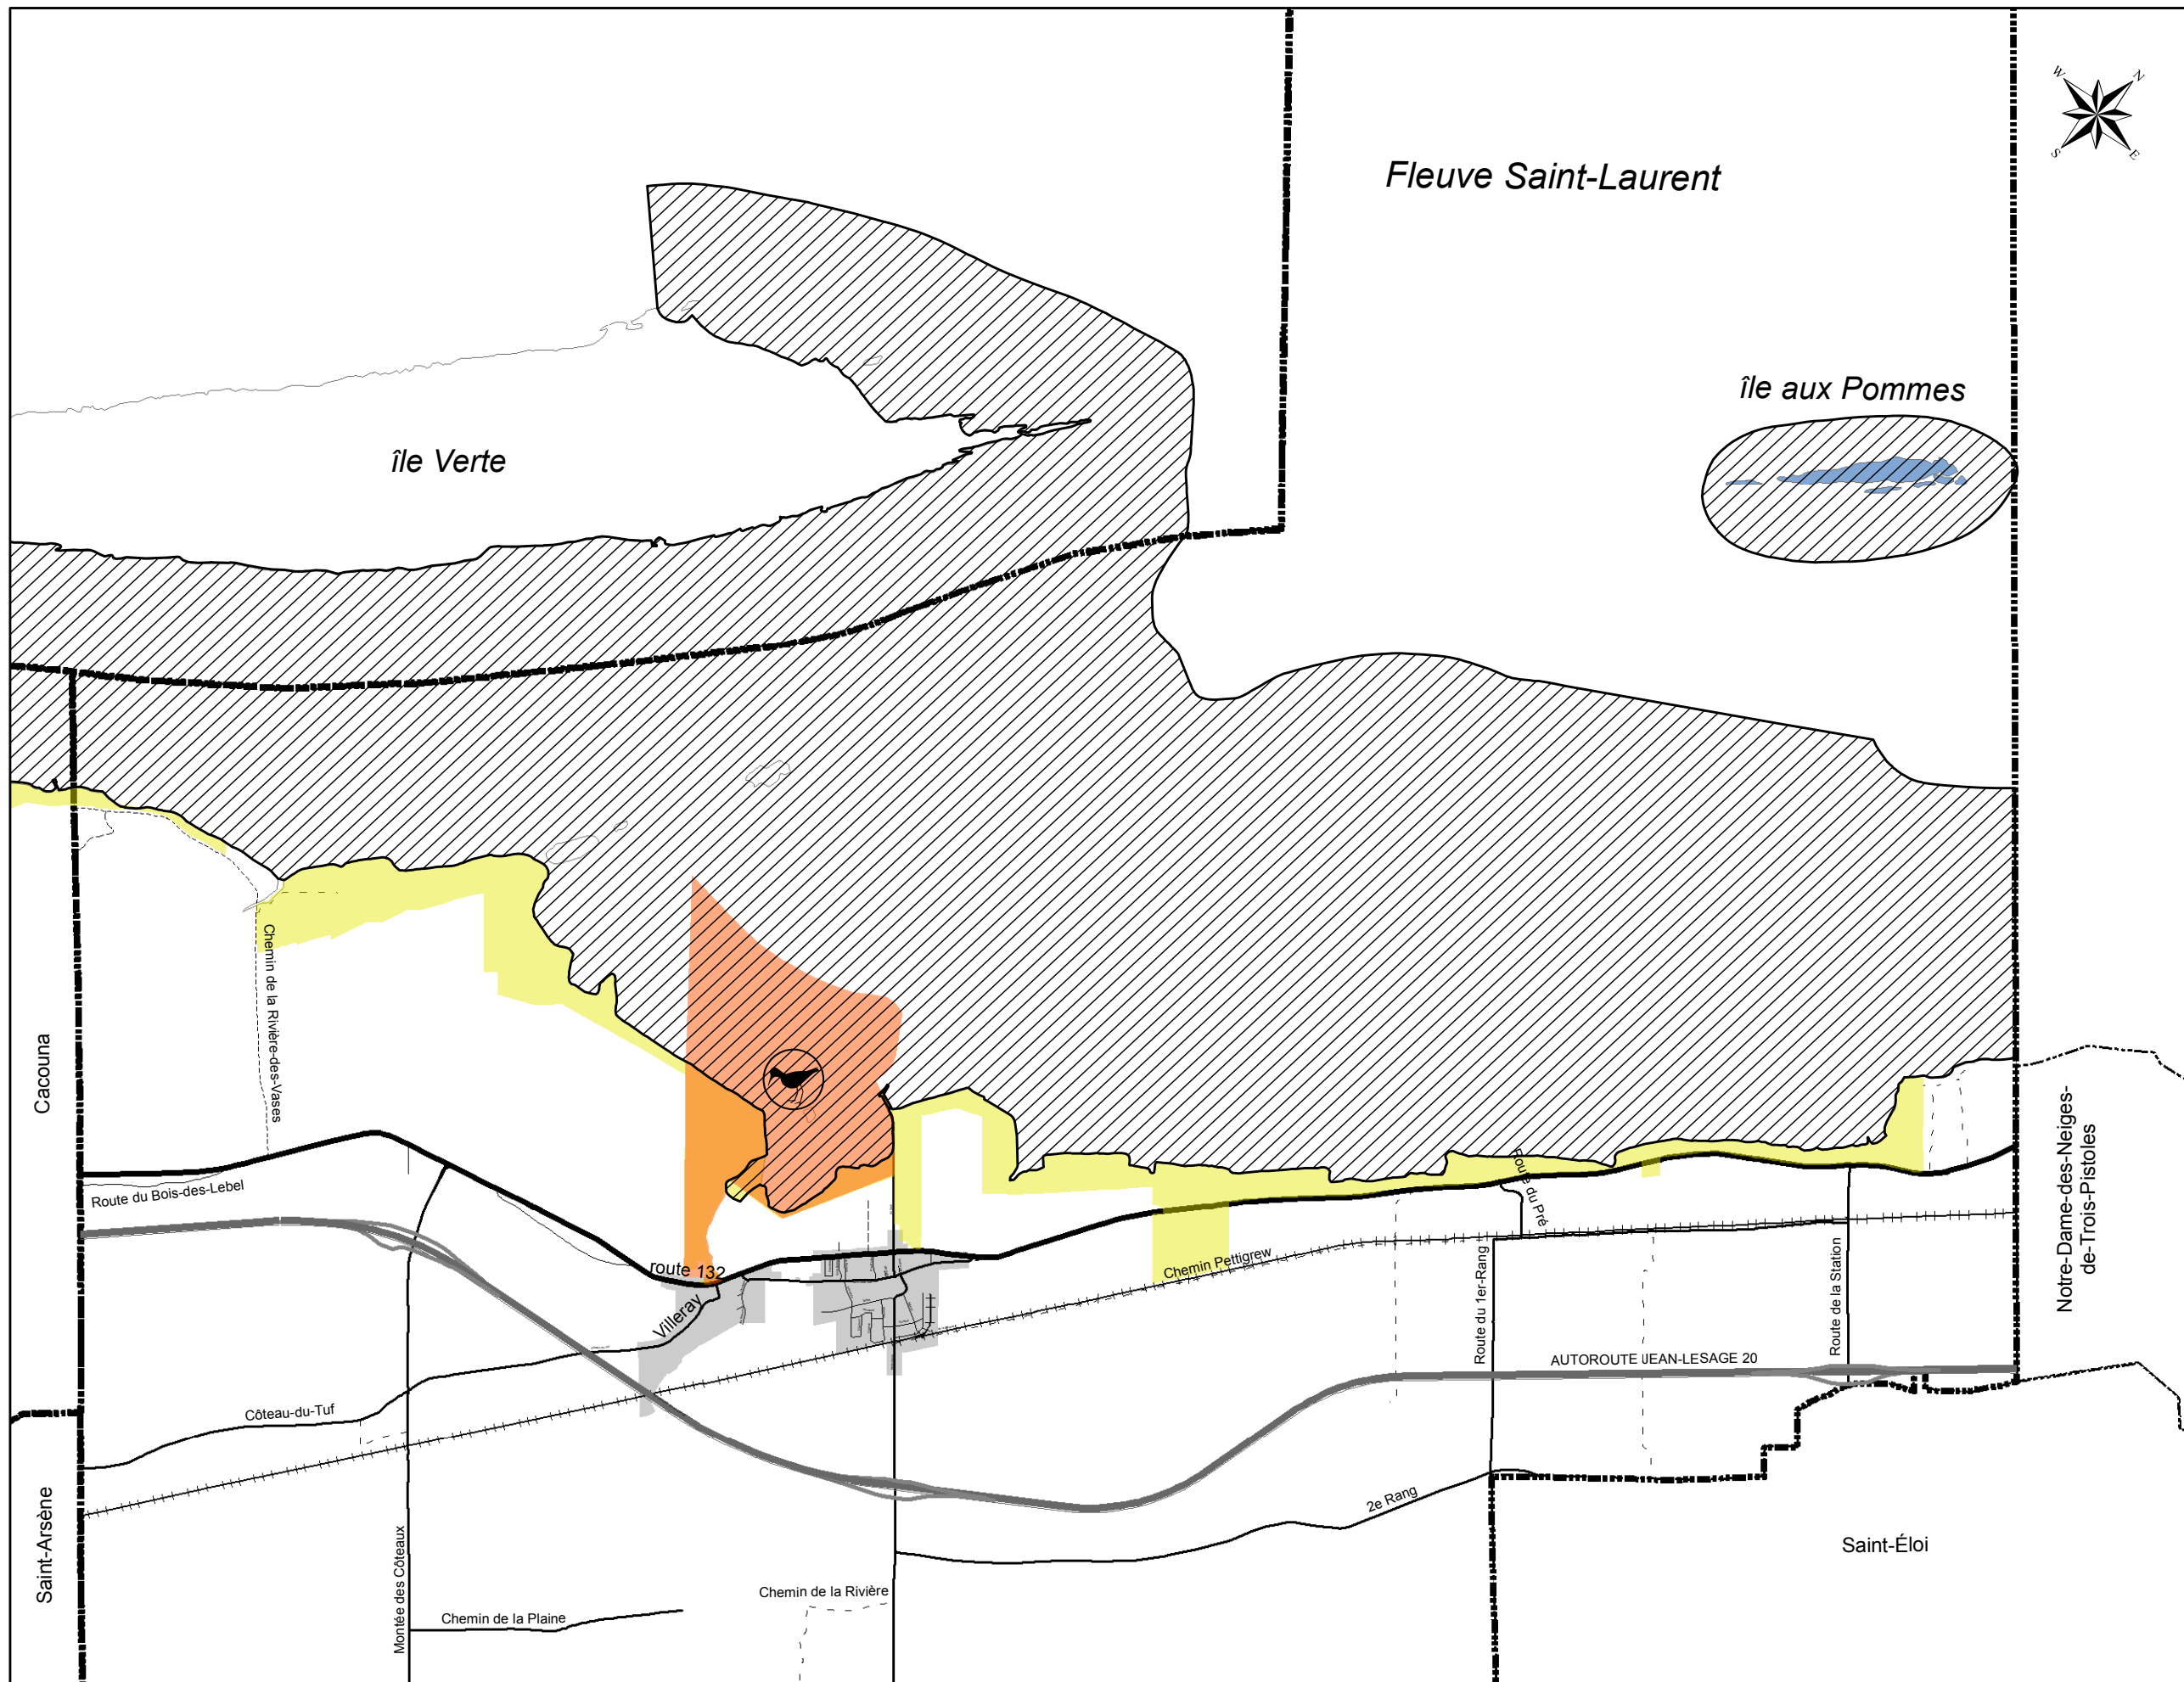 W
N
S
E
Fleuve Saint-Laurent
île aux Pommes
île Verte
Chemin de la Rivière-des-Vases
Cacouna
Route du Bois-des-Lebel
route 132
Villeray
Route du Pré
Chemin Pettigrew
Route du 1er-Rang
Route de la Station
Notre-Dame-des-Neiges-
de-Trois-Pistoles
AUTOROUTE JEAN-LESAGE 20
Côteau-du-Tuf
2e Rang
Saint-Arsène
Montée des Côteaux
Saint-Éloi
Chemin de la Rivière
Chemin de la Plaine